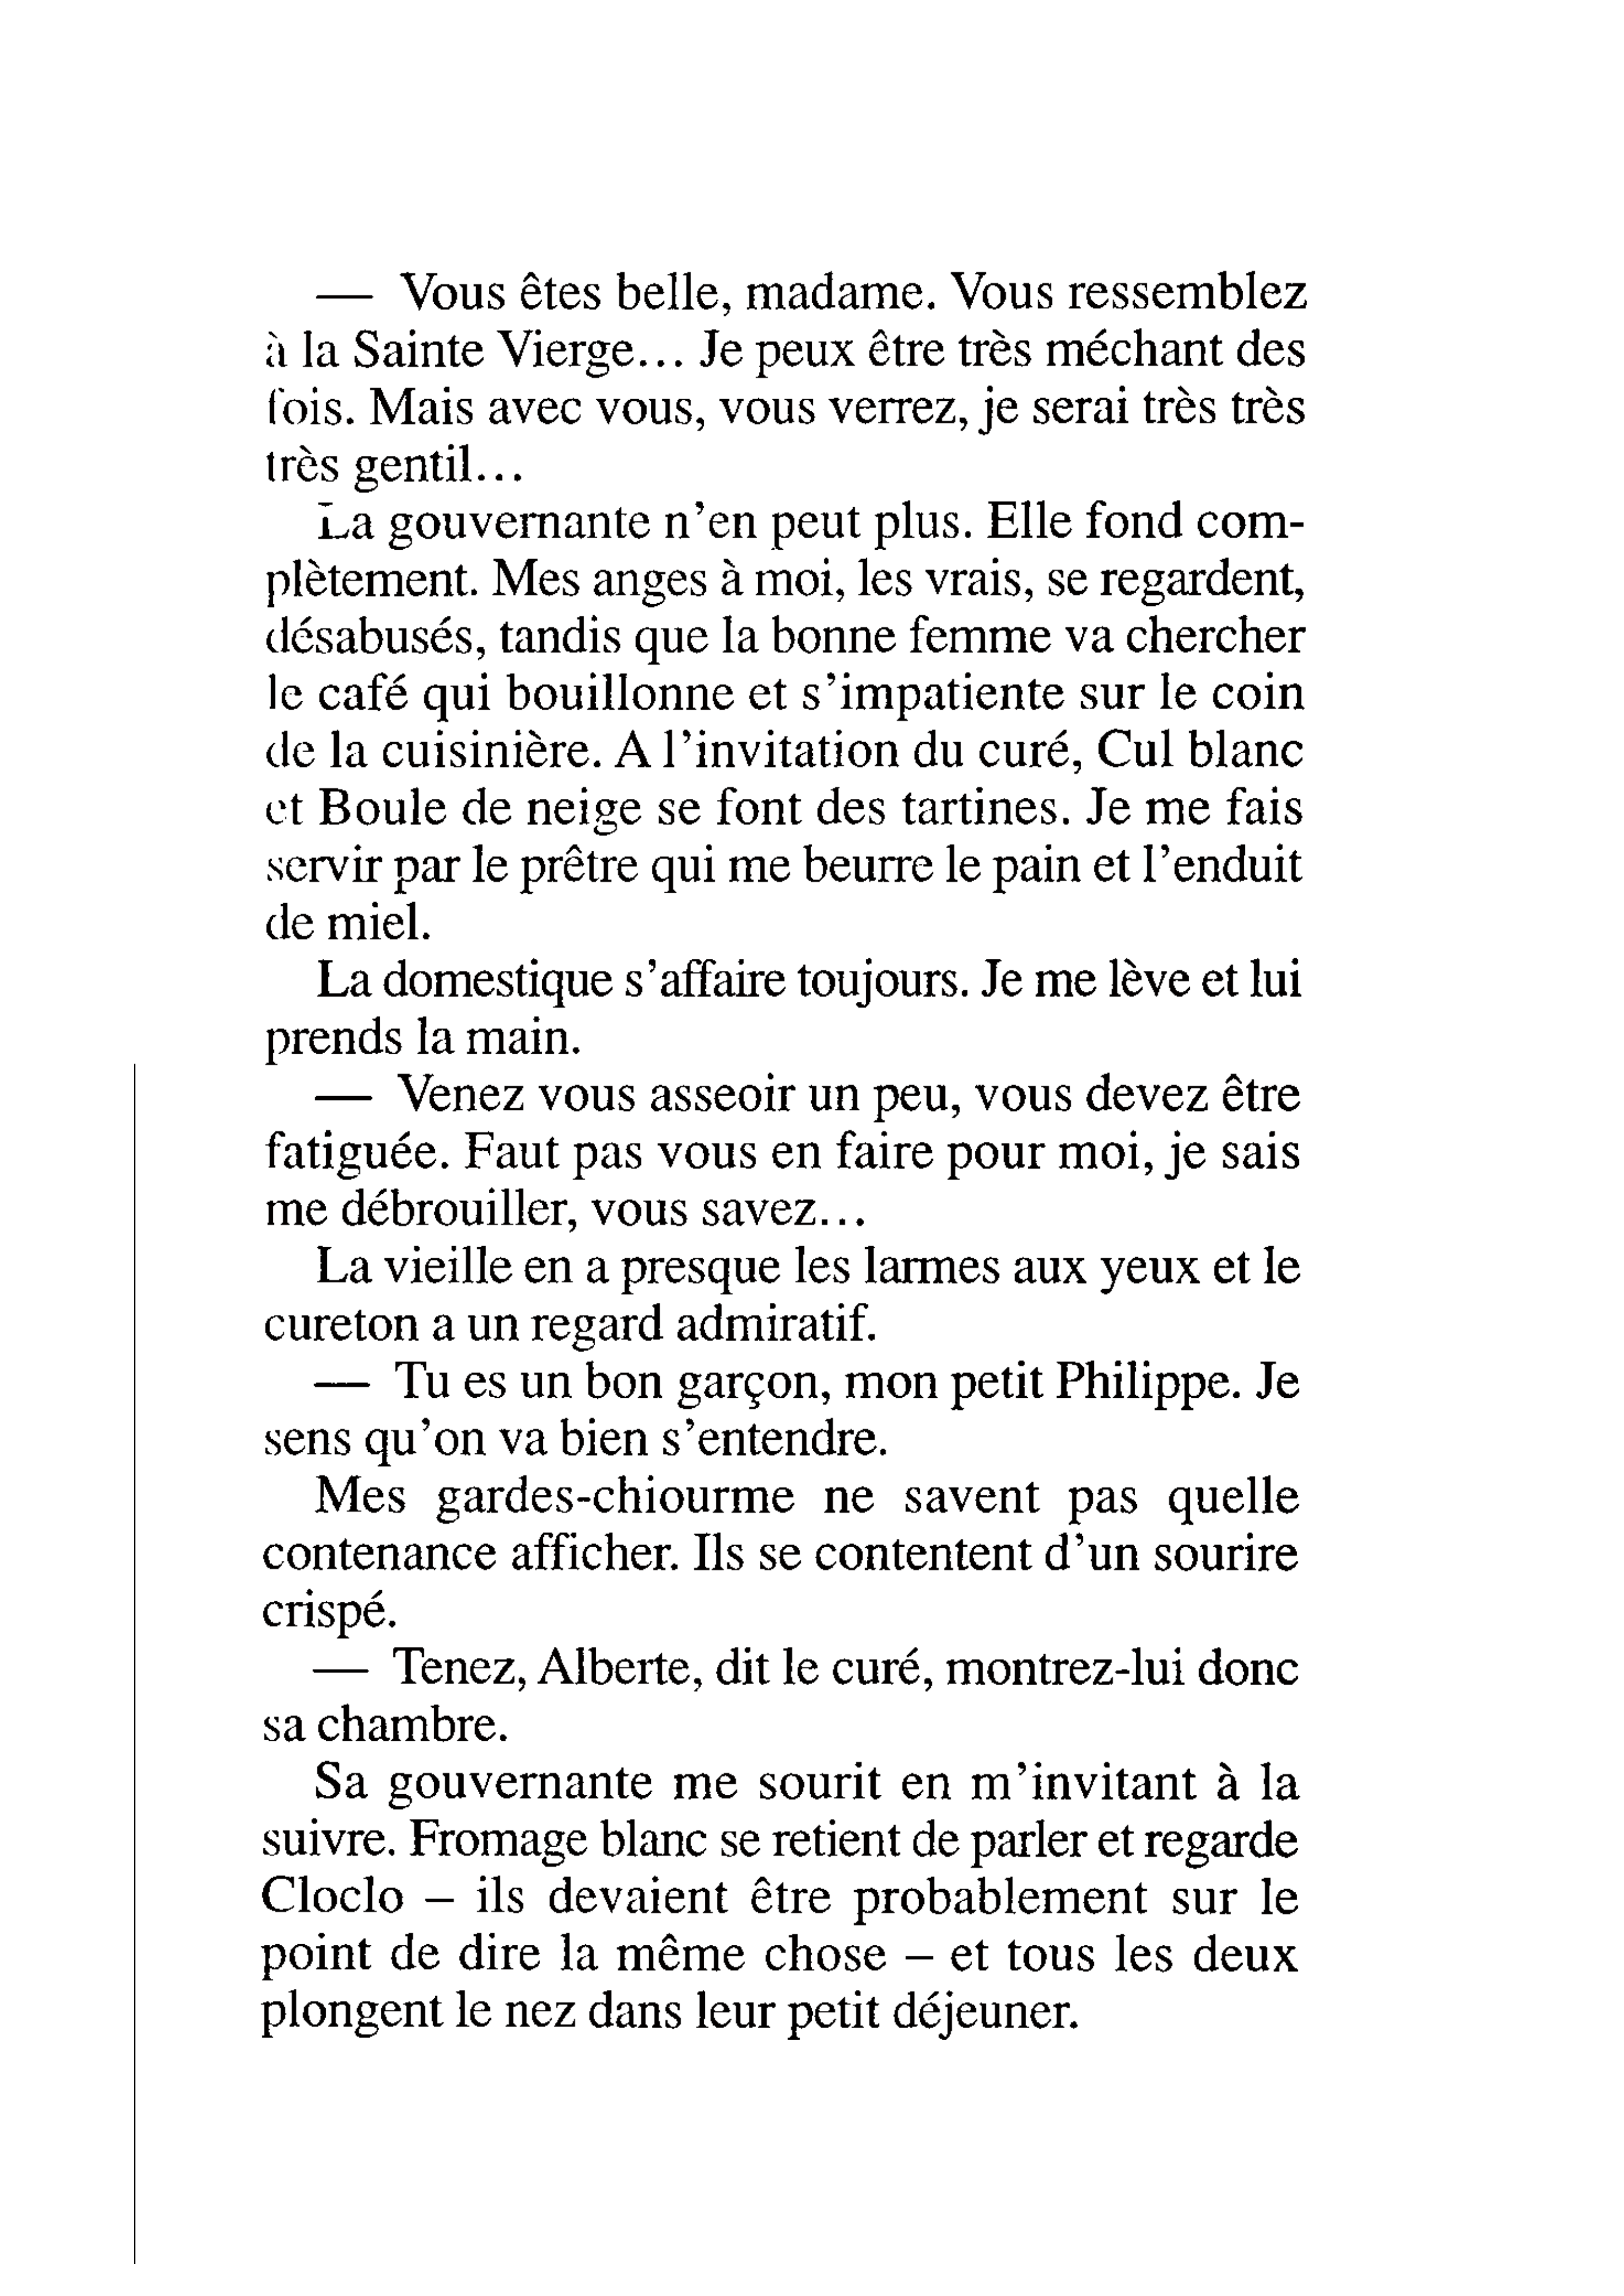 — Vous êtes belle, madame. Vous ressemblez
à la Sainte Vierge... Je peux être très méchant des
fois. Mais avec vous, vous verrez, je serai très très
très gentil...
La gouvernante n'en peut plus. Elle fond com-
plètement. Mes anges à moi, les vrais, se regardent,
désabusés, tandis que la bonne femme va chercher
le café qui bouillonne et s'impatiente sur le coin
de la cuisinière. A l'invitation du curé, Cul blanc
et Boule de neige se font des tartines. Je me fais
servir par le prêtre qui me beurre le pain et l'enduit
de miel.
La domestique s'affaire toujours. Je me lève et lui
prends la main.
— Venez vous asseoir un peu, vous devez être
fatiguée. Faut pas vous en faire pour moi, je sais
me débrouiller, vous savez...
La vieille en a presque les larmes aux yeux et le
cureton a un regard admiratif.
— Tu es un bon garçon, mon petit Philippe. Je
sens qu'on va bien s'entendre.
Mes gardes-chiourme ne savent pas quelle
contenance afficher. Ils se contentent d'un sourire
crispé.
— Tenez, Alberte, dit le curé, montrez-lui donc
sa chambre.
Sa gouvernante me sourit en m'invitant à la
suivre. Fromage blanc se retient de parler et regarde
Cloclo – ils devaient être probablement sur le
point de dire la même chose – et tous les deux
plongent le nez dans leur petit déjeuner.